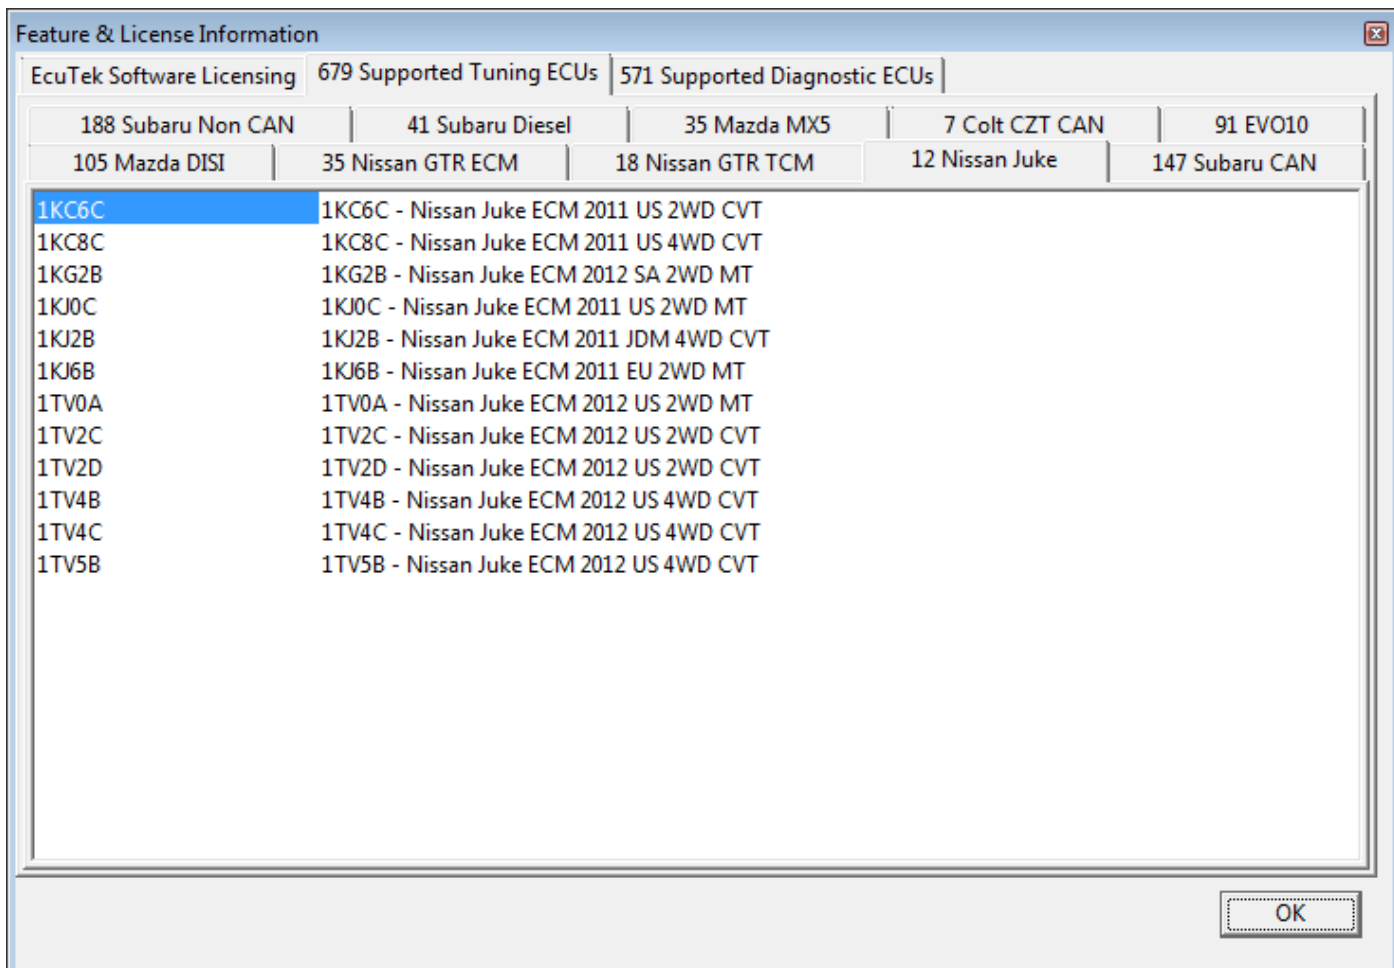 Feature & License Information
EcuTek Software Licensing 679 Supported Tuning ECUs 571 Supported Diagnostic ECUs
188 Subaru Non CAN 41 Subaru Diesel 35 Mazda MX5 7 Colt CZT CAN 91 EVO10
105 Mazda DISI 35 Nissan GTR ECM 18 Nissan GTR TCM 12 Nissan Juke 147 Subaru CAN
1KC6C 1KC6C - Nissan Juke ECM 2011 US 2WD CVT
1KC8C 1KC8C - Nissan Juke ECM 2011 US 4WD CVT
1KG2B 1KG2B - Nissan Juke ECM 2012 SA 2WD MT
1KJ0C 1KJ0C - Nissan Juke ECM 2011 US 2WD MT
1KJ2B 1KJ2B - Nissan Juke ECM 2011 JDM 4WD CVT
1KJ6B 1KJ6B - Nissan Juke ECM 2011 EU 2WD MT
1TV0A 1TV0A - Nissan Juke ECM 2012 US 2WD MT
1TV2C 1TV2C - Nissan Juke ECM 2012 US 2WD CVT
1TV2D 1TV2D - Nissan Juke ECM 2012 US 2WD CVT
1TV4B 1TV4B - Nissan Juke ECM 2012 US 4WD CVT
1TV4C 1TV4C - Nissan Juke ECM 2012 US 4WD CVT
1TV5B 1TV5B - Nissan Juke ECM 2012 US 4WD CVT
OK